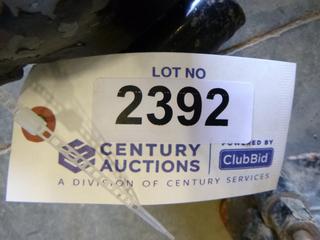 LOT NO
2392
CENTURY
AUCTIONS
POWERED BY
ClubBid
A DIVISION OF CENTURY SERVICES